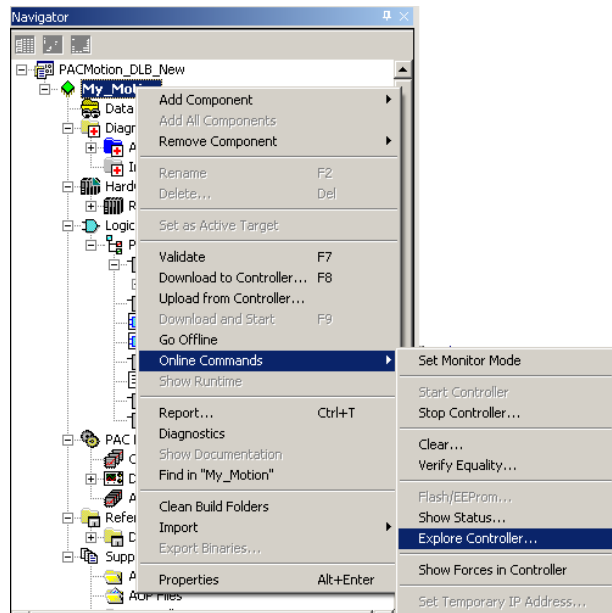 Navigator
PACMotion_DLB_New
My_Moti
Data
Diagr
A
I
Hard
R
Logic
P
PAC
C
D
A
Refer
D
Supp
A
AUP Files
Add Component
Add All Components
Remove Component
Rename F2
Delete... Del
Set as Active Target
Validate F7
Download to Controller... F8
Upload from Controller...
Download and Start F9
Go Offline
Online Commands
Show Runtime
Report... Ctrl+T
Diagnostics
Show Documentation
Find in "My_Motion"
Clean Build Folders
Import
Export Binaries...
Properties Alt+Enter
Set Monitor Mode
Start Controller
Stop Controller...
Clear...
Verify Equality...
Flash/EEProm...
Show Status...
Explore Controller...
Show Forces in Controller
Set Temporary IP Address...